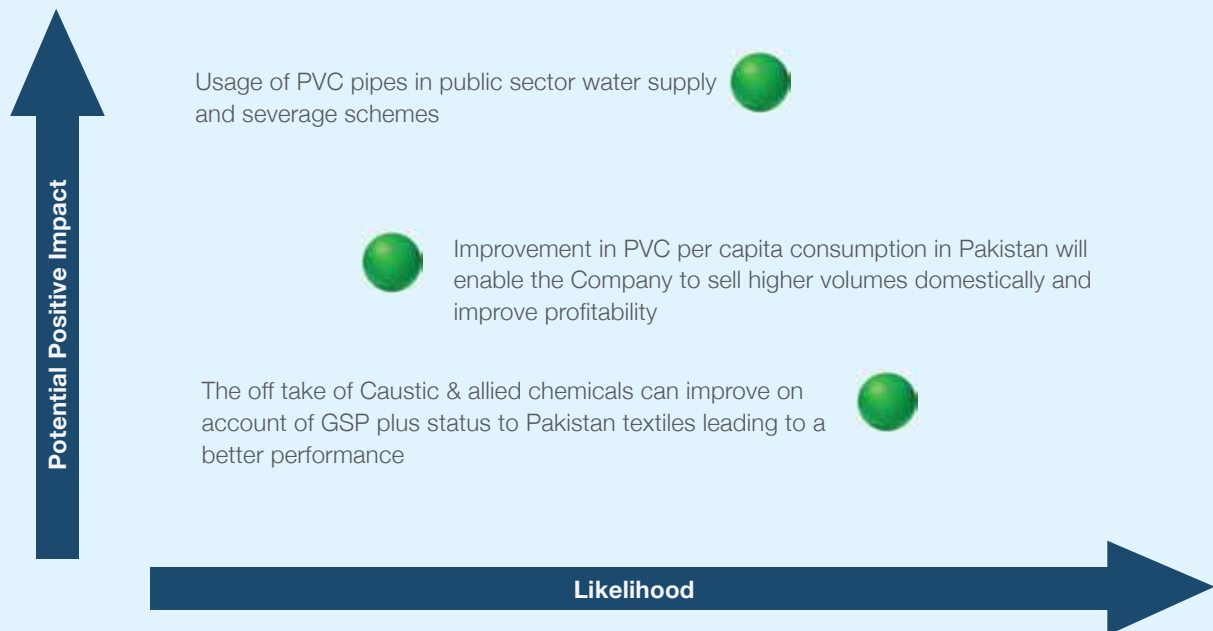 Usage of PVC pipes in public sector water supply
and severage schemes
Improvement in PVC per capita consumption in Pakistan will
enable the Company to sell higher volumes domestically and
improve profitability
The off take of Caustic & allied chemicals can improve on
account of GSP plus status to Pakistan textiles leading to a
better performance
Potential Positive Impact
Likelihood